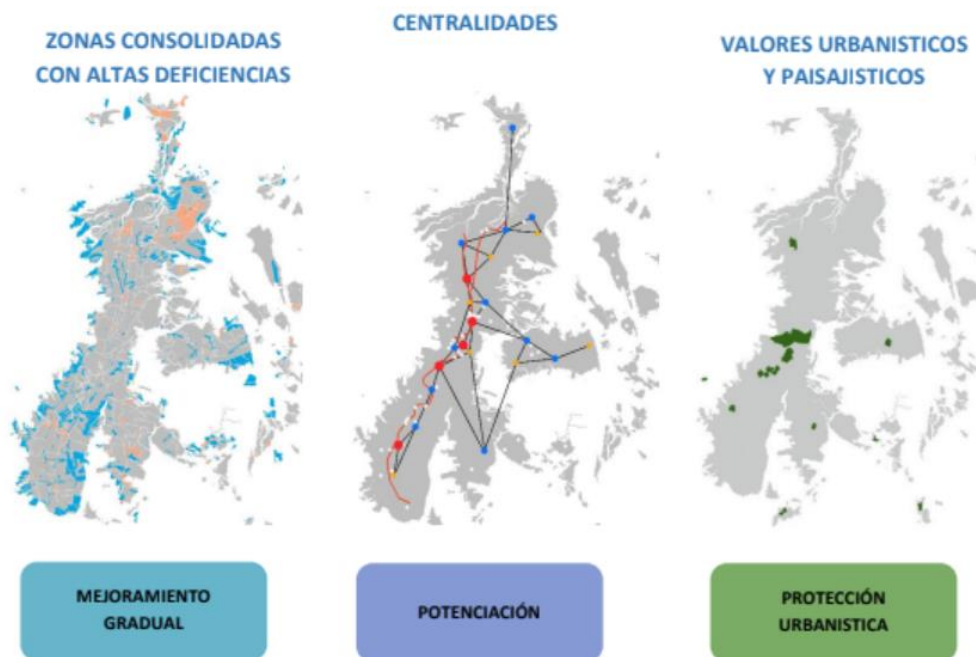 ZONAS CONSOLIDADAS
CON ALTAS DEFICIENCIAS
CENTRALIDADES
VALORES URBANISTICOS
Y PAISAJISTICOS
MEJORAMIENTO
GRADUAL
POTENCIACIÓN
PROTECCIÓN
URBANISTICA